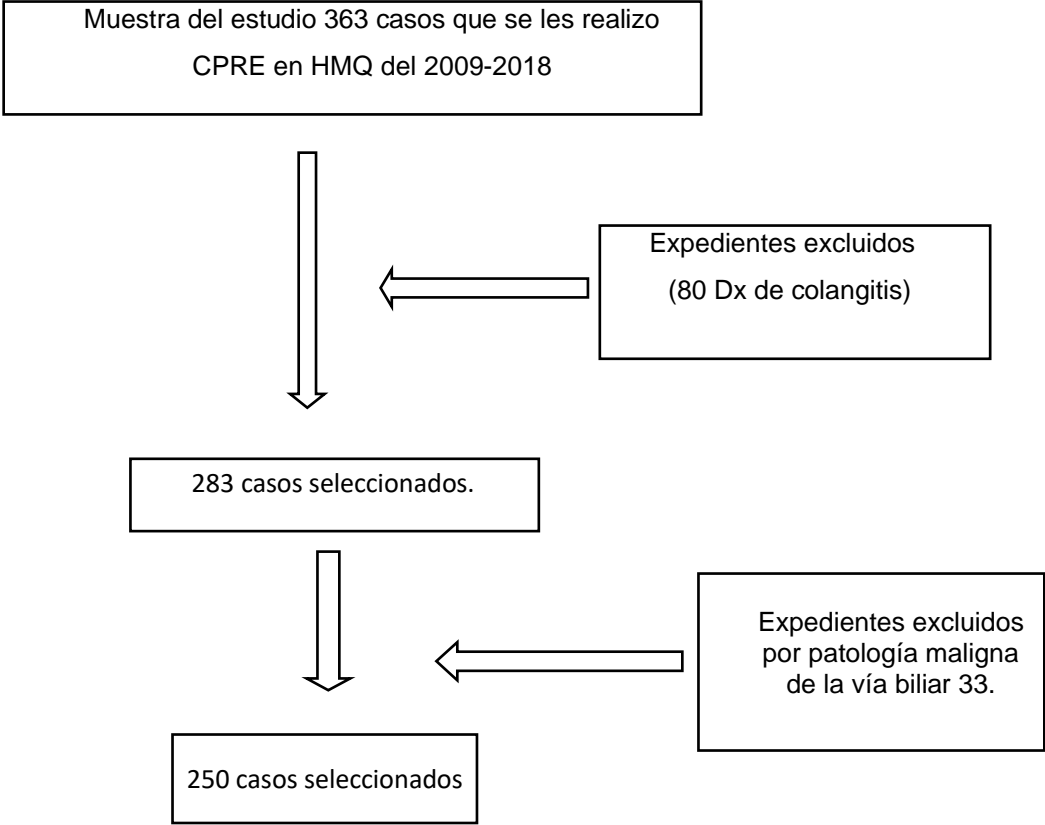 Muestra del estudio 363 casos que se les realizo
CPRE en HMQ del 2009-2018
Expedientes excluidos
(80 Dx de colangitis)
283 casos seleccionados.
Expedientes excluidos
por patología maligna
de la vía biliar 33.
250 casos seleccionados